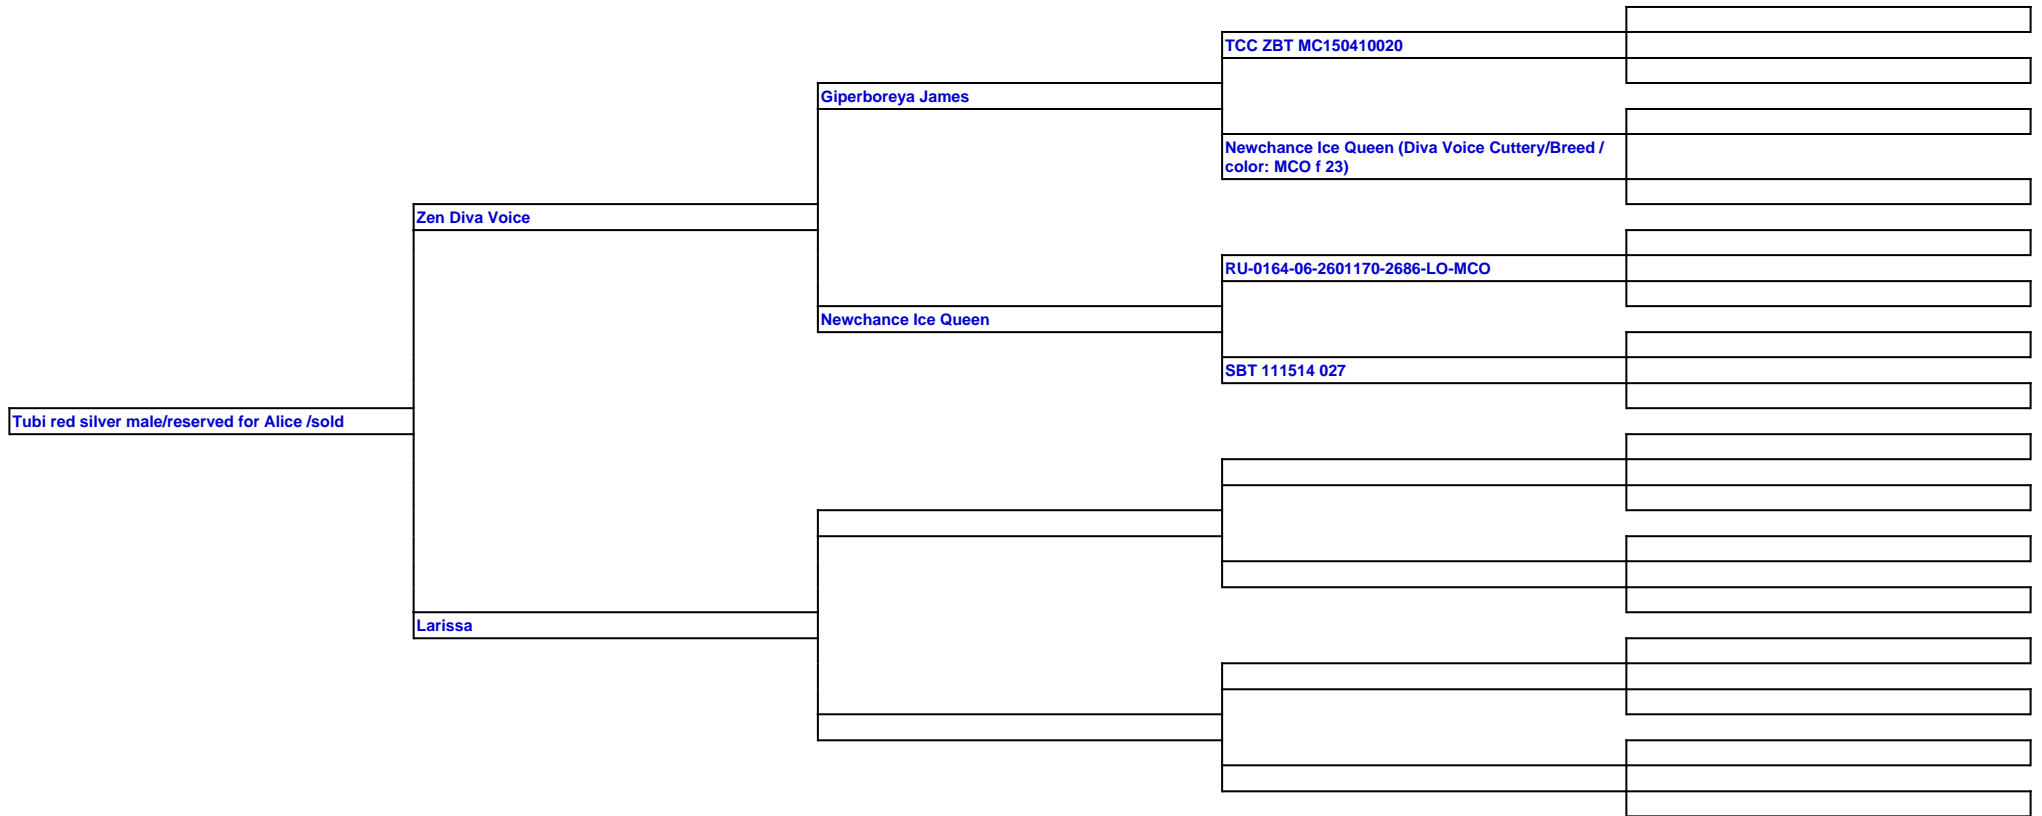 TCC ZBT MC150410020
Giperboreya James
Newchance Ice Queen (Diva Voice Cuttery/Breed /
color: MCO f 23)
Zen Diva Voice
RU-0164-06-2601170-2686-LO-MCO
Newchance Ice Queen
SBT 111514 027
Tubi red silver male/reserved for Alice /sold
Larissa